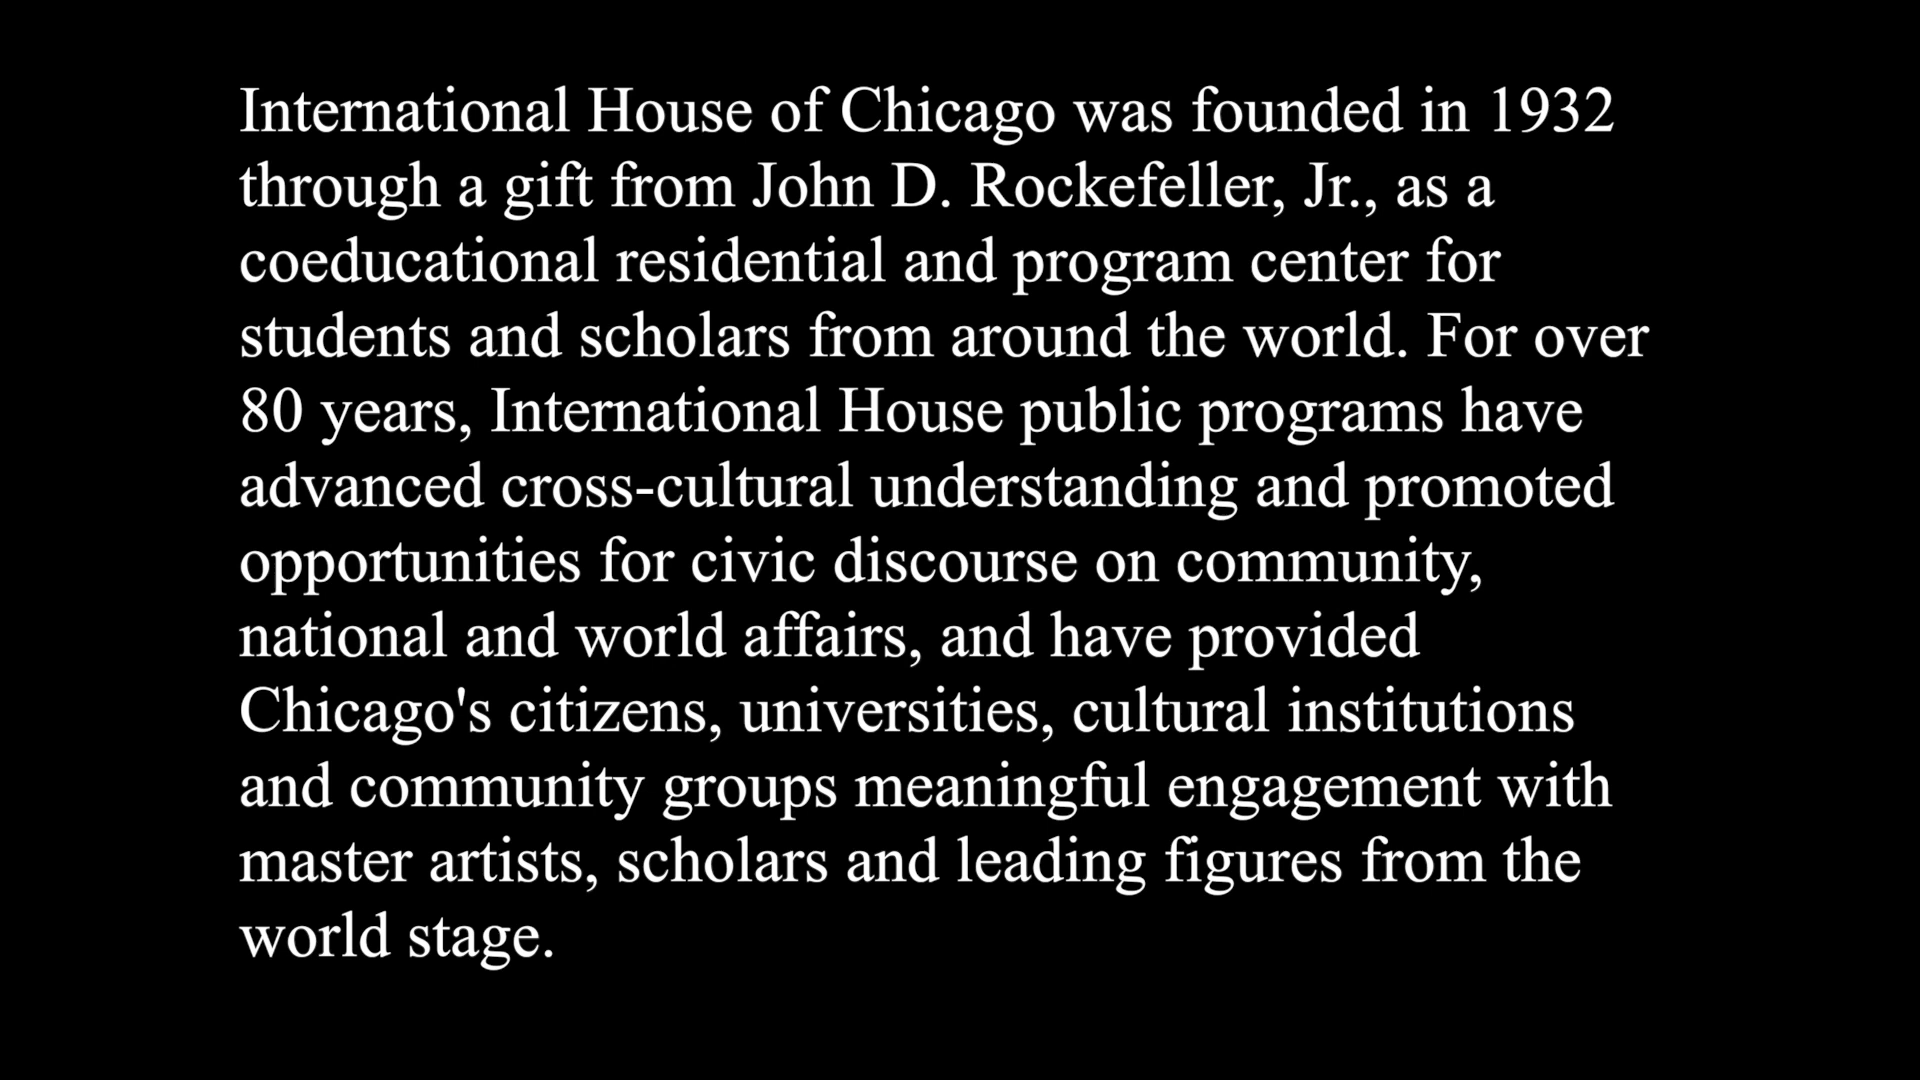 International House of Chicago was founded in 1932
through a gift from John D. Rockefeller, Jr., as a
coeducational residential and program center for
students and scholars from around the world. For over
80 years, International House public programs have
advanced cross-cultural understanding and promoted
opportunities for civic discourse on community,
national and world affairs, and have provided
Chicago's citizens, universities, cultural institutions
and community groups meaningful engagement with
master artists, scholars and leading figures from the
world stage.